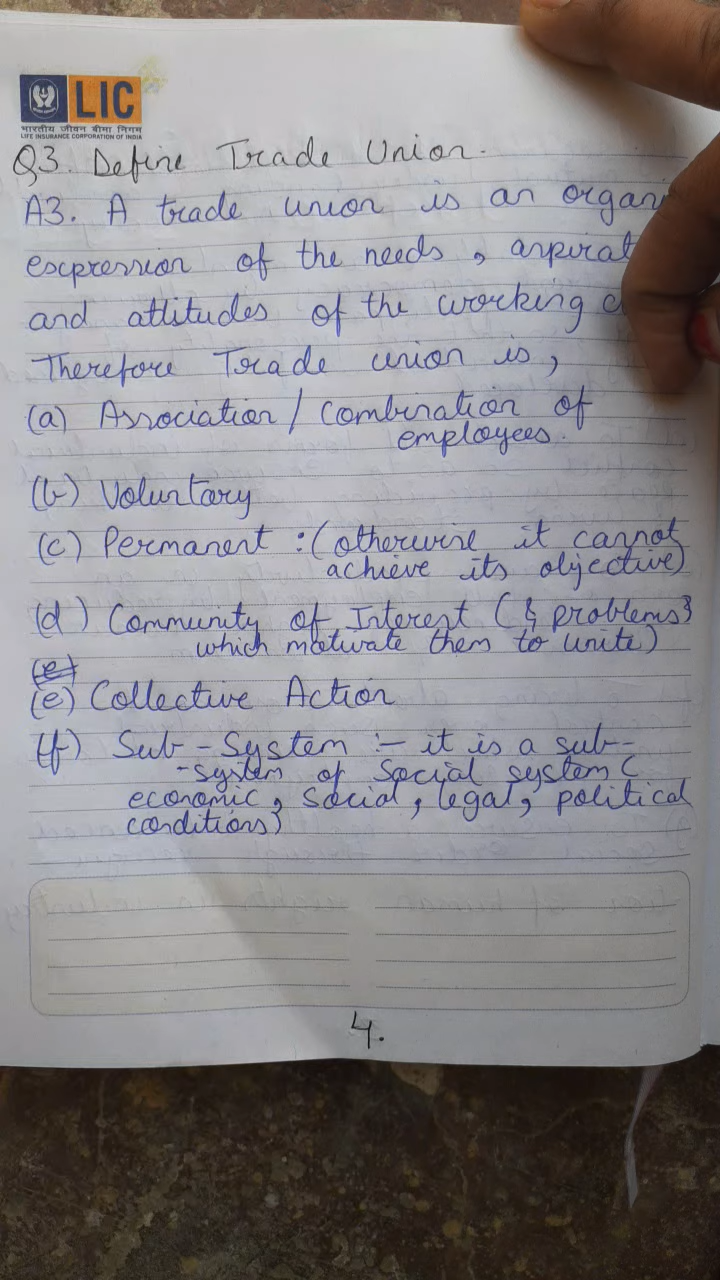 LIC
भारतीय जीवन बीमा निगम
LIFE INSURANCE CORPORATION OF INDIA
Q3. Define Trade Union.
A3. A trade union is an
expression of the needs, 
and attitudes of the working
Therefore Trade union is,
(a) Association / Combination of
employees.
(b) Voluntary
(c) Permanent :( otherwise it cannot
achieve its objective)
(d) Community of Interest ( & problems
which motivate them to unite)
(e)
(e) Collective Action
(f) Sub-System :- it is a sub-
-system of Social system (
economic, social, legal, political
conditions)
4.